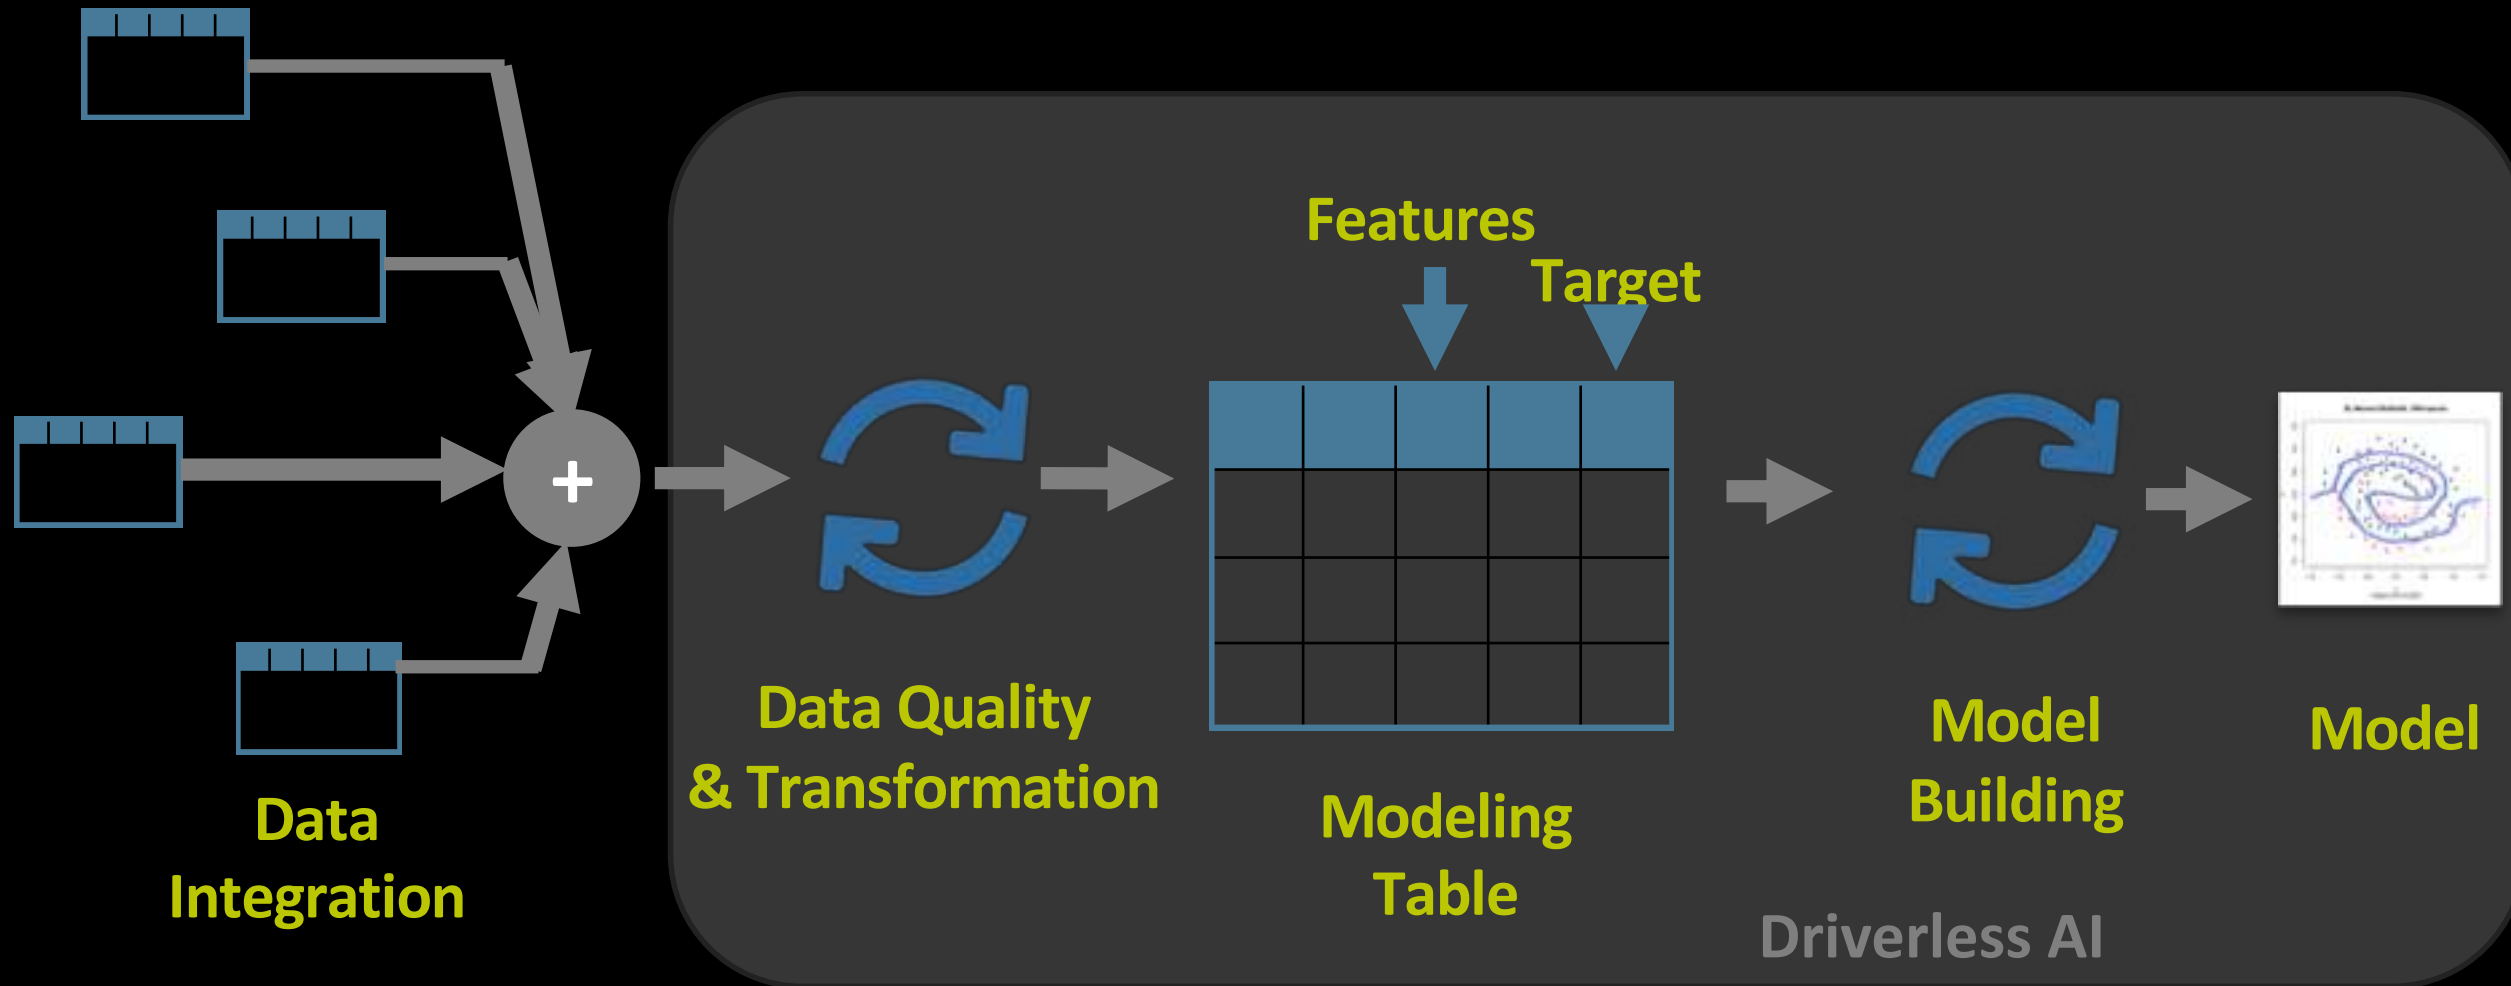 Features
Target
+
Data Quality
& Transformation
Data
Integration
Modeling
Table
Model
Building
Model
Driverless AI